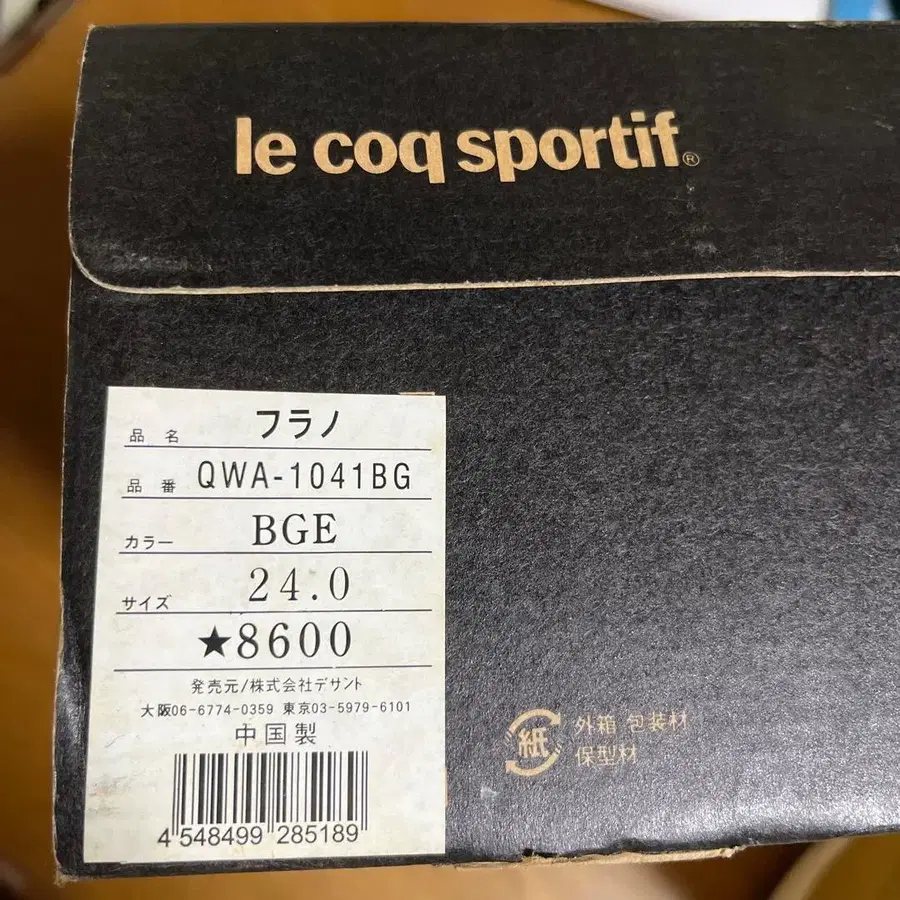 le coq sportif®
品名 フラノ
品番 QWA-1041BG
カラー BGE
サイズ 24.0
★8600
発売元/株式会社デサント
大阪06-6774-0359 東京03-5979-6101
中国製
4 548499 285189
紙 外箱 包装材
保型材